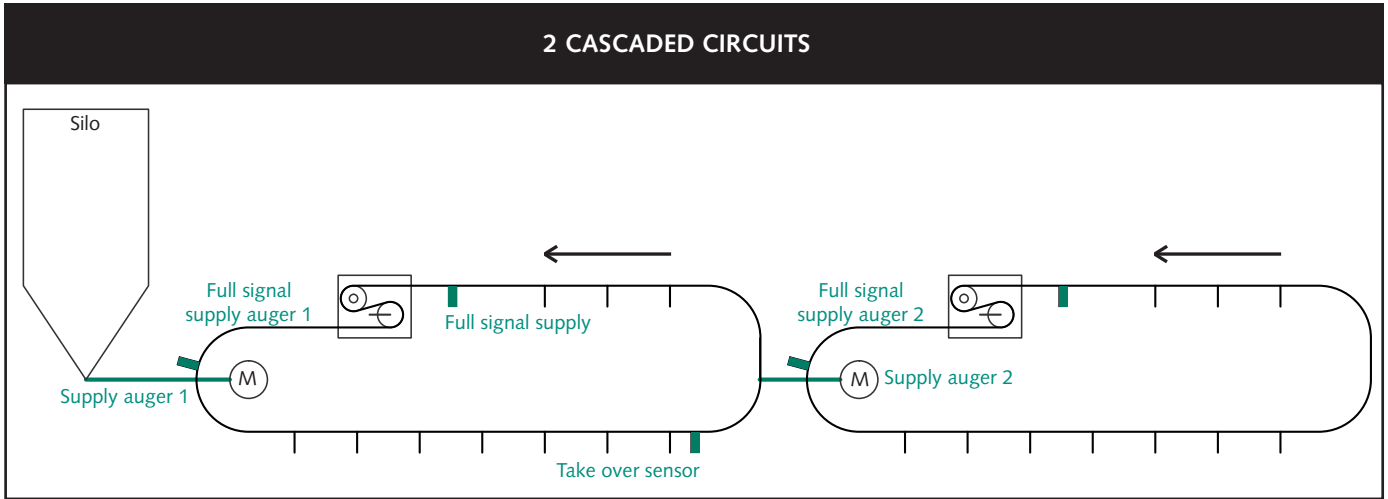 2 CASCADED CIRCUITS
Silo
Full signal
supply auger 1
Full signal supply
Full signal
supply auger 2
M
Supply auger 1
M
Supply auger 2
Take over sensor